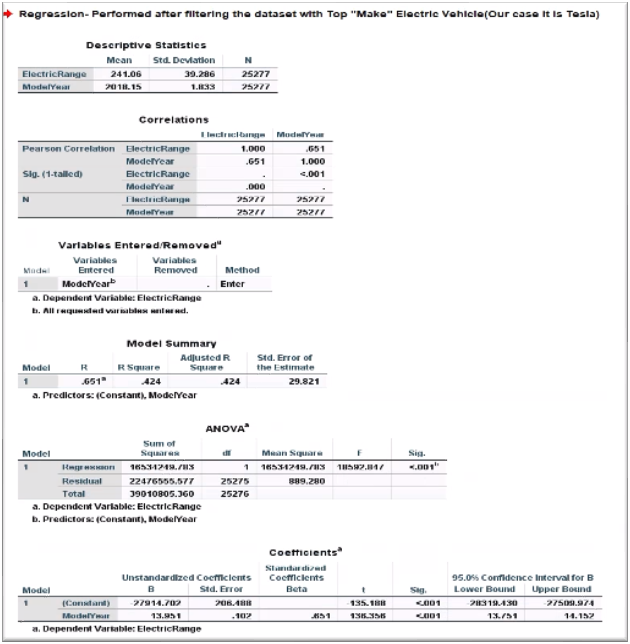 Regression- Performed after filtering the dataset with Top "Make" Electric Vehicle(Our case It is Tesla)
Descriptive Statistics
Mean Std. Deviation N
ElectricRange 241.06 39.286 25277
ModelYear 2018.15 1.833 25277
Correlations
ElectricRange ModelYear
Pearson Correlation ElectricRange 1.000 .651
ModelYear .651 1.000
Sig. (1-tailed) ElectricRange . <.001
ModelYear .000 .
N ElectricRange 25277 25277
ModelYear 25277 25277
Variables Entered/Removedª
Variables Variables
Model Entered Removed Method
1 ModelYearᵇ . Enter
a. Dependent Variable: ElectricRange
b. All requested variables entered.
Model Summary
Adjusted R Std. Error of
Model R R Square Square the Estimate
1 .651ª .424 .424 29.821
a. Predictors: (Constant), ModelYear
ANOVAª
Sum of
Model Squares df Mean Square F Sig.
1 Regression 16534249.783 1 16534249.783 18592.847 <.001ᵇ
Residual 22476555.577 25275 889.280
Total 39010805.360 25276
a. Dependent Variable: ElectricRange
b. Predictors: (Constant), ModelYear
Coefficientsª
Standardized
Unstandardized Coefficients Coefficients 95.0% Confidence Interval for B
Model B Std. Error Beta t Sig. Lower Bound Upper Bound
1 (Constant) -27914.702 206.488 -135.188 <.001 -28319.430 -27509.974
ModelYear 13.951 .102 .651 136.356 <.001 13.751 14.152
a. Dependent Variable: ElectricRange